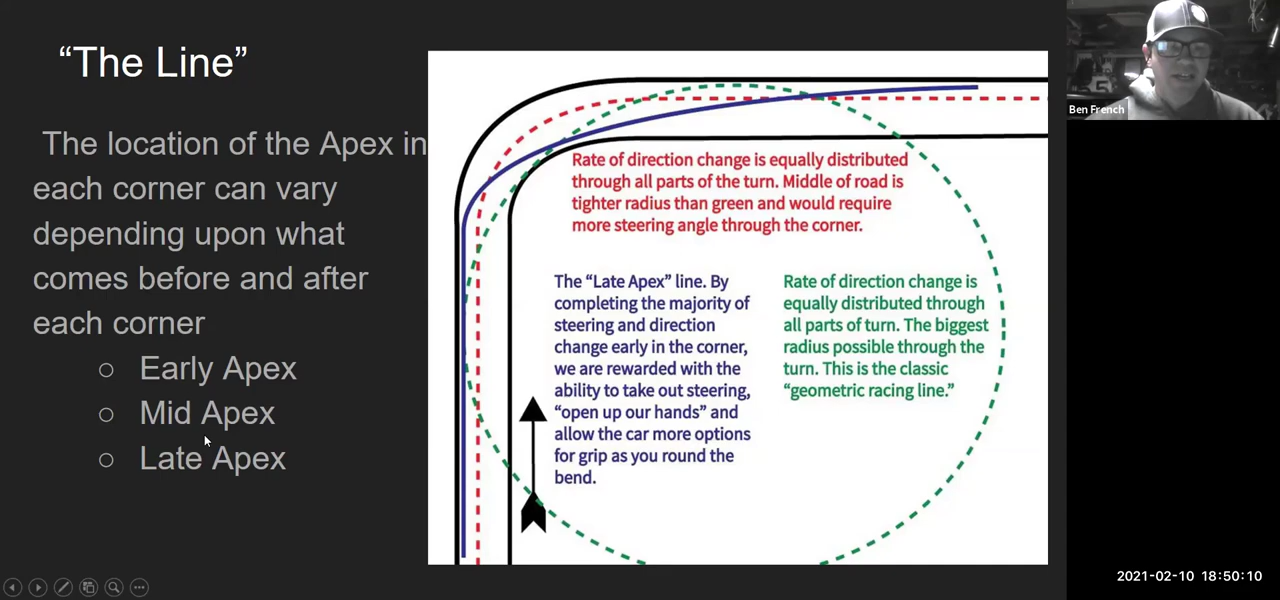 “The Line”
The location of the Apex in
each corner can vary
depending upon what
comes before and after
each corner
○ Early Apex
○ Mid Apex
○ Late Apex
Rate of direction change is equally distributed
through all parts of the turn. Middle of road is
tighter radius than green and would require
more steering angle through the corner.
The “Late Apex” line. By
completing the majority of
steering and direction
change early in the corner,
we are rewarded with the
ability to take out steering,
“open up our hands” and
allow the car more options
for grip as you round the
bend.
Rate of direction change is
equally distributed through
all parts of turn. The biggest
radius possible through the
turn. This is the classic
“geometric racing line.”
Ben French
2021-02-10 18:50:10